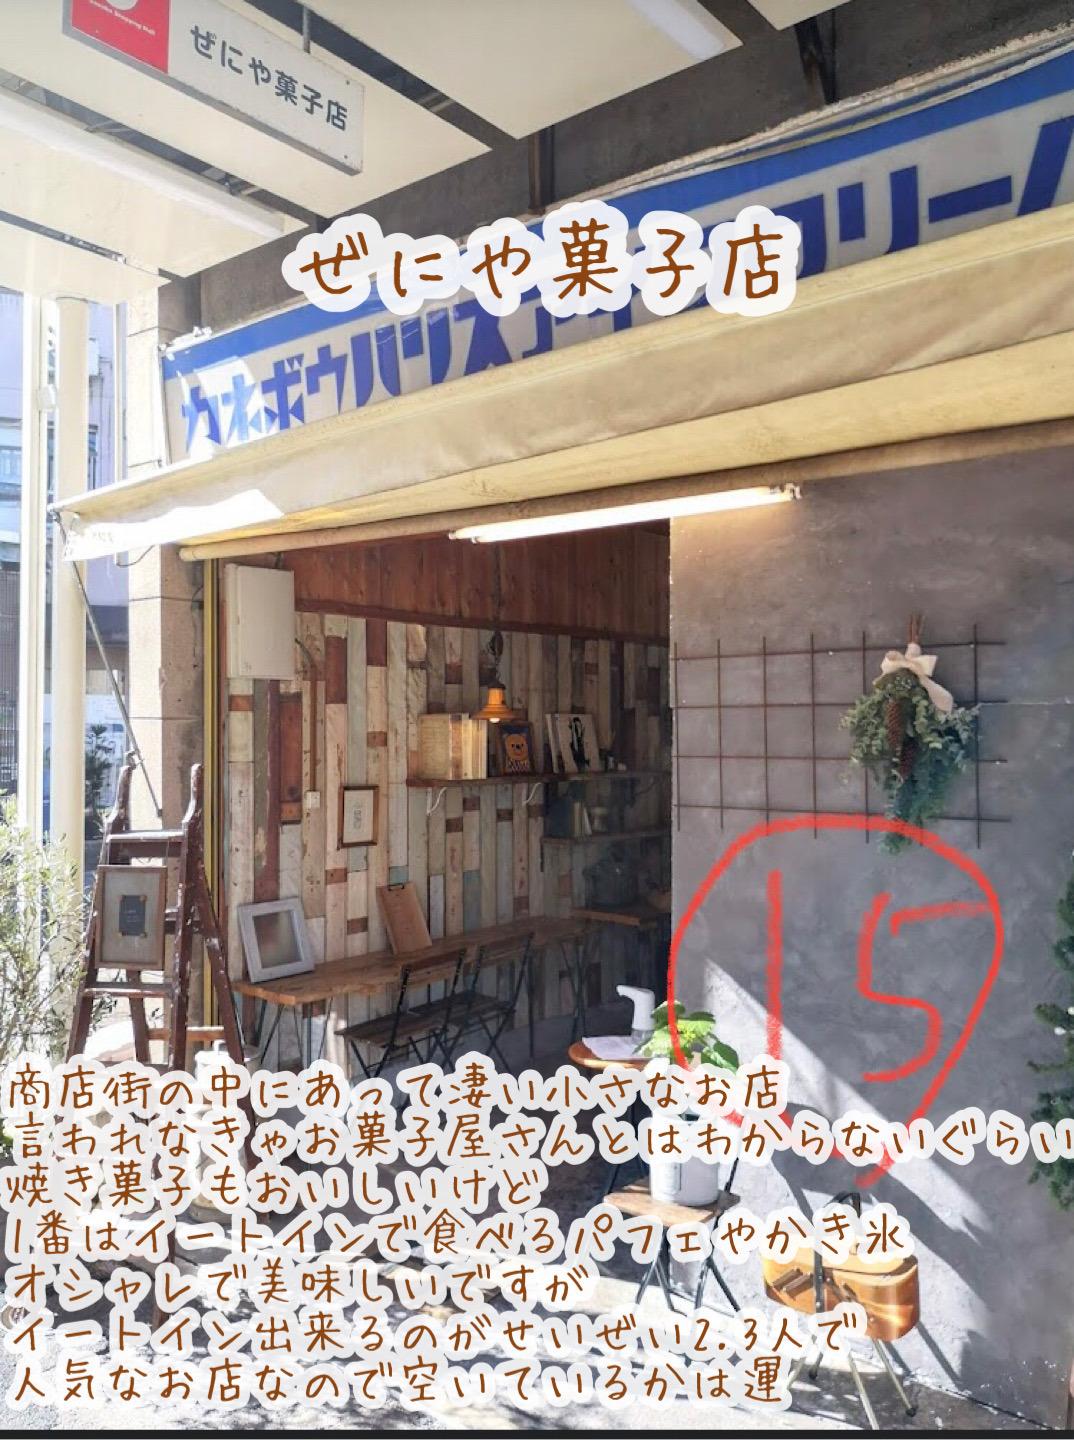 ぜにや菓子店
ぜにや菓子店
カネボウハリス
クリーム
15
商店街の中にあって凄い小さなお店
言われなきゃお菓子屋さんとはわからないぐらい
焼き菓子もおいしいけど
1番はイートインで食べるパフェやかき氷
オシャレで美味しいですが
イートイン出来るのがせいぜい2.3人で
人気なお店なので空いているかは運